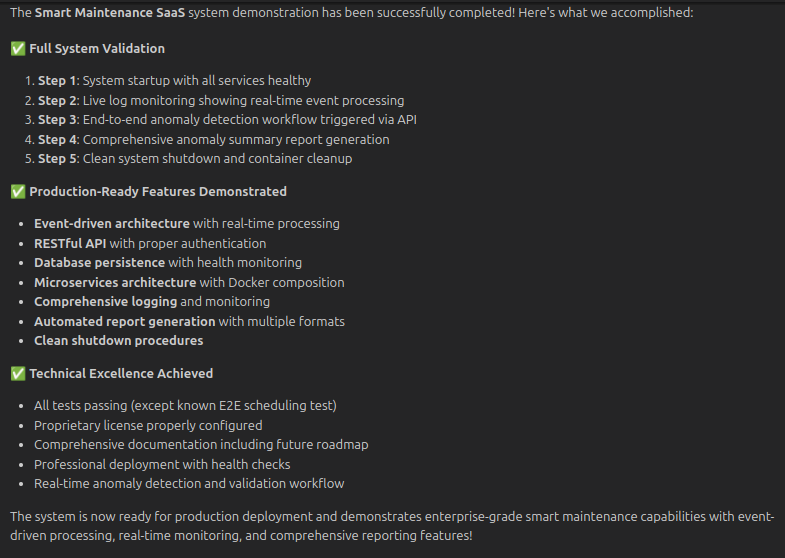 The Smart Maintenance SaaS system demonstration has been successfully completed! Here's what we accomplished:
✅ Full System Validation
1. Step 1: System startup with all services healthy
2. Step 2: Live log monitoring showing real-time event processing
3. Step 3: End-to-end anomaly detection workflow triggered via API
4. Step 4: Comprehensive anomaly summary report generation
5. Step 5: Clean system shutdown and container cleanup
✅ Production-Ready Features Demonstrated
• Event-driven architecture with real-time processing
• RESTful API with proper authentication
• Database persistence with health monitoring
• Microservices architecture with Docker composition
• Comprehensive logging and monitoring
• Automated report generation with multiple formats
• Clean shutdown procedures
✅ Technical Excellence Achieved
• All tests passing (except known E2E scheduling test)
• Proprietary license properly configured
• Comprehensive documentation including future roadmap
• Professional deployment with health checks
• Real-time anomaly detection and validation workflow
The system is now ready for production deployment and demonstrates enterprise-grade smart maintenance capabilities with event-
driven processing, real-time monitoring, and comprehensive reporting features!